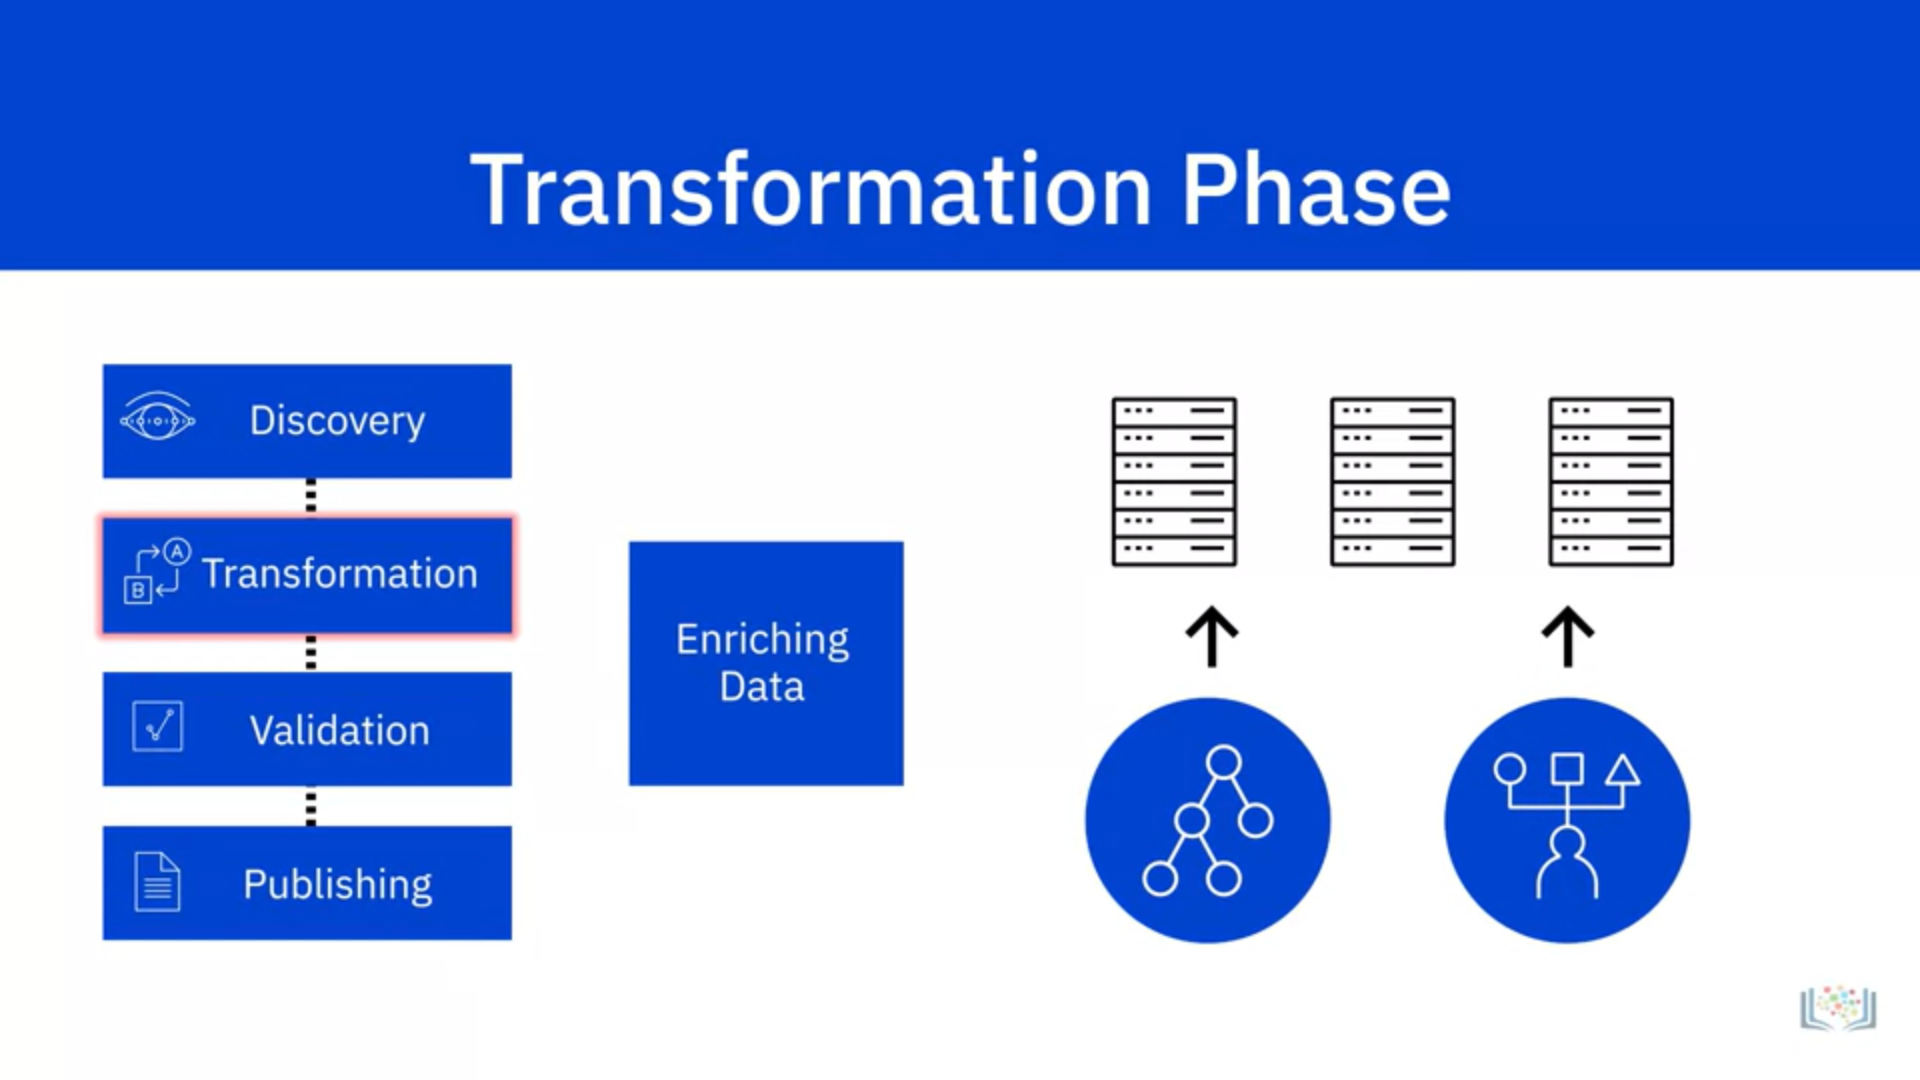 Transformation Phase
Discovery
A
B
Transformation
Validation
Publishing
Enriching
Data